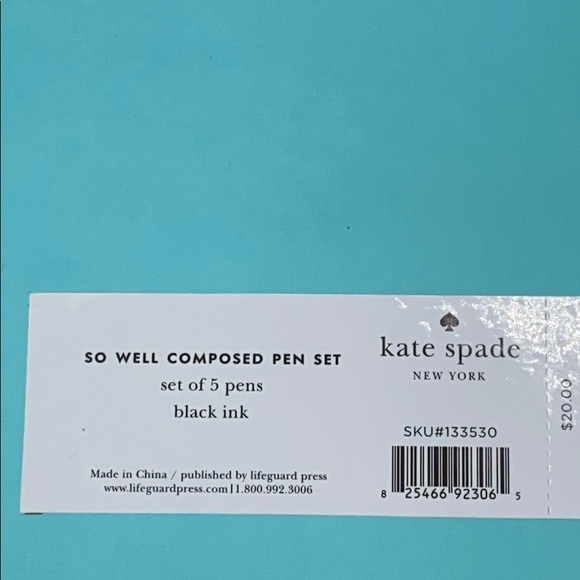 SO WELL COMPOSED PEN SET
set of 5 pens
black ink
Made in China / published by lifeguard press
www.lifeguardpress.com|1.800.992.3006
kate spade
NEW YORK
SKU#133530
8 25466 92306 5
$20.00